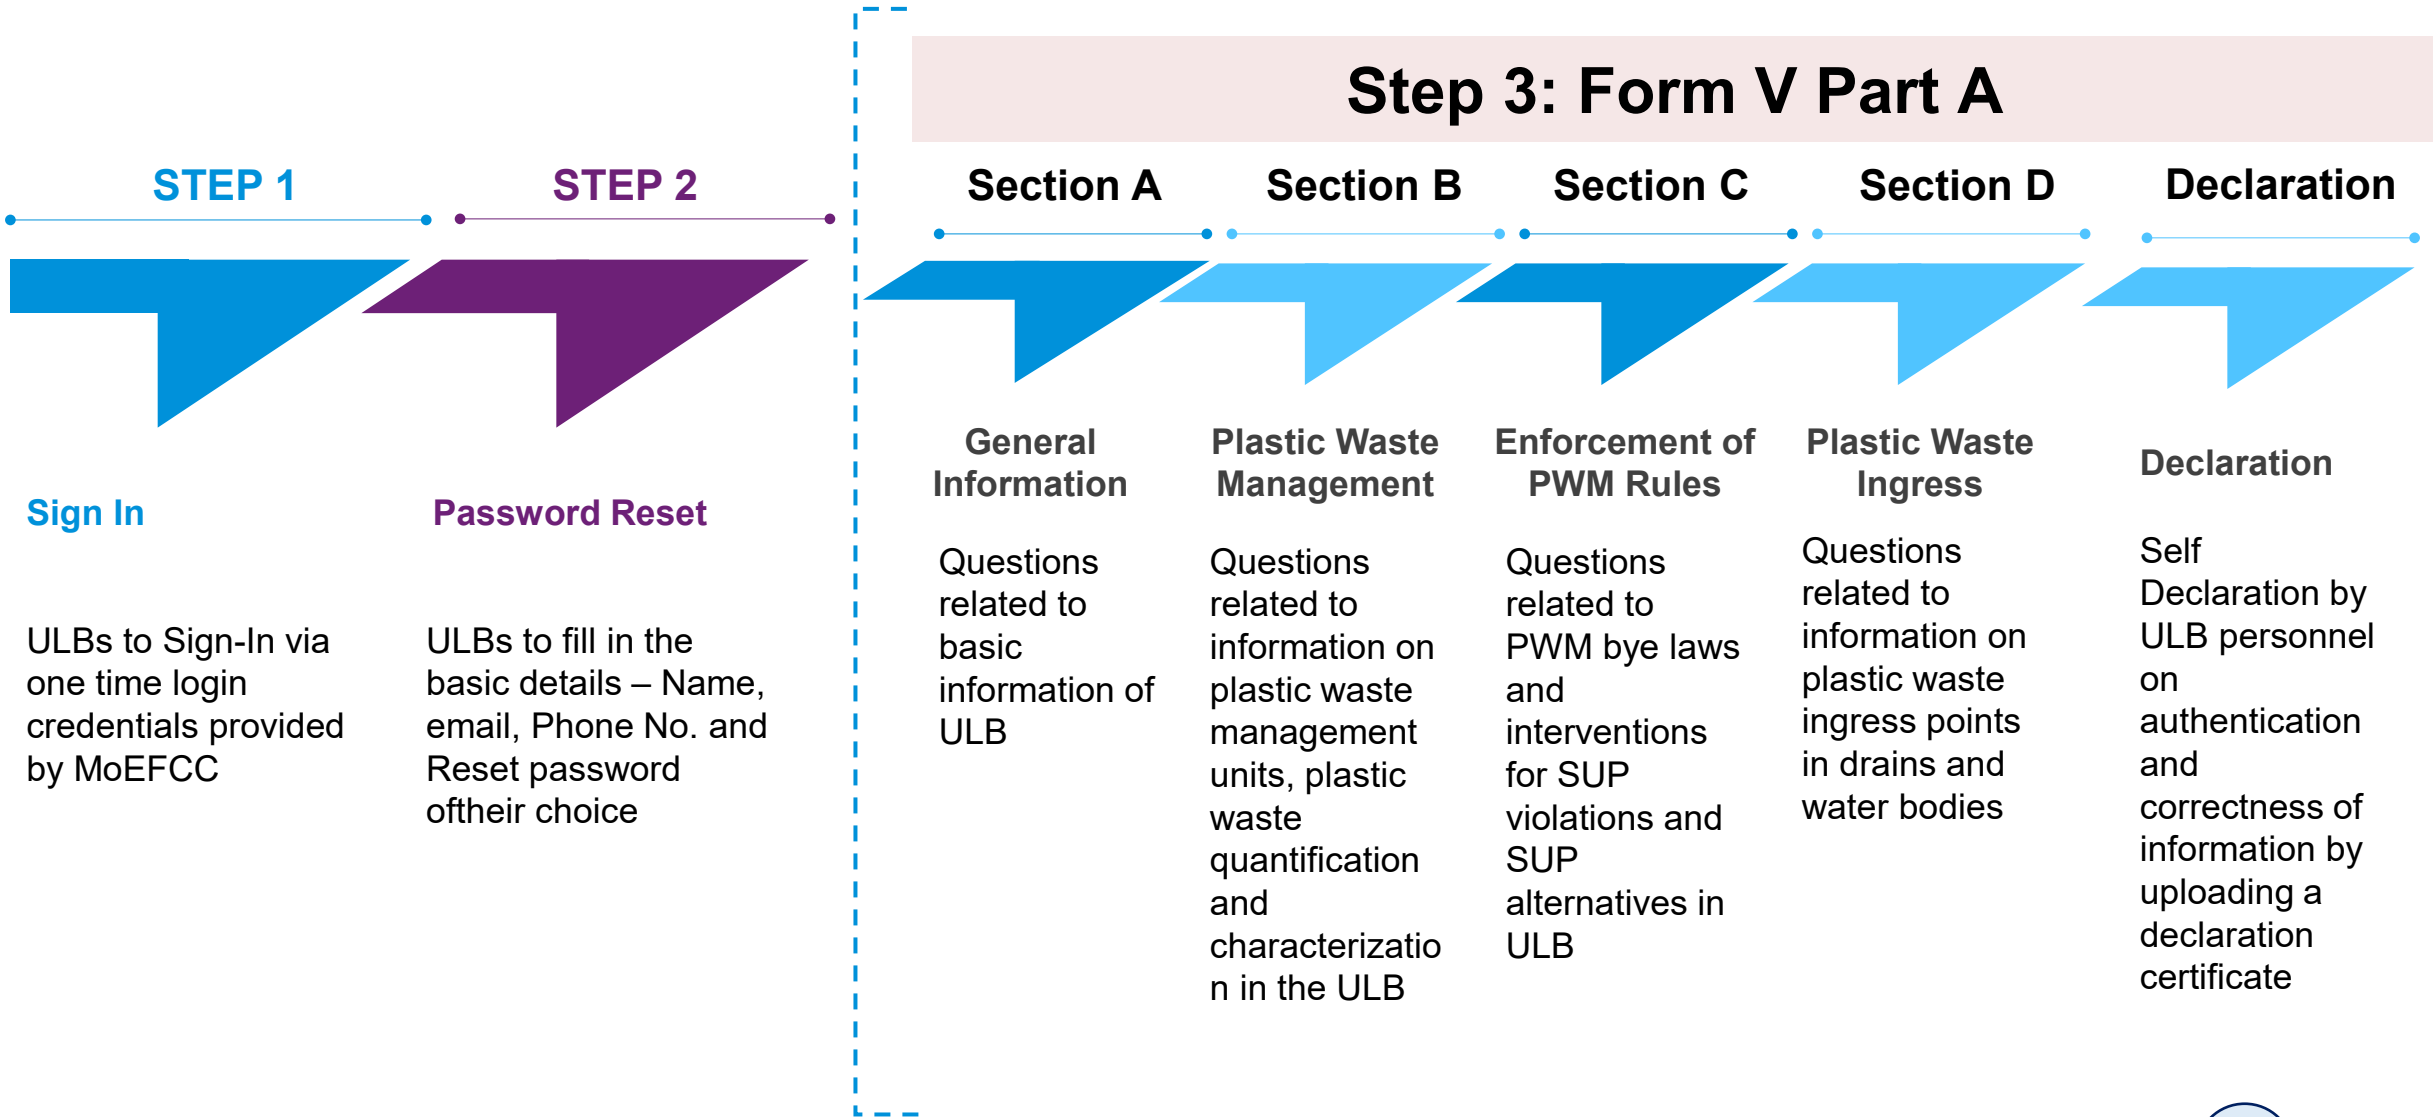 Step 3: Form V Part A
STEP 1
STEP 2
Section A
Section B
Section C
Section D
Declaration
Sign In
ULBs to Sign-In via
one time login
credentials provided
by MoEFCC
Password Reset
ULBs to fill in the
basic details – Name,
email, Phone No. and
Reset password
oftheir choice
General
Information
Questions
related to
basic
information of
ULB
Plastic Waste
Management
Questions
related to
information on
plastic waste
management
units, plastic
waste
quantification
and
characterizatio
n in the ULB
Enforcement of
PWM Rules
Questions
related to
PWM bye laws
and
interventions
for SUP
violations and
SUP
alternatives in
ULB
Plastic Waste
Ingress
Questions
related to
information on
plastic waste
ingress points
in drains and
water bodies
Declaration
Self
Declaration by
ULB personnel
on
authentication
and
correctness of
information by
uploading a
declaration
certificate